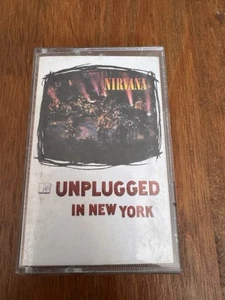 NIRVANA
UNPLUGGED
IN NEW YORK